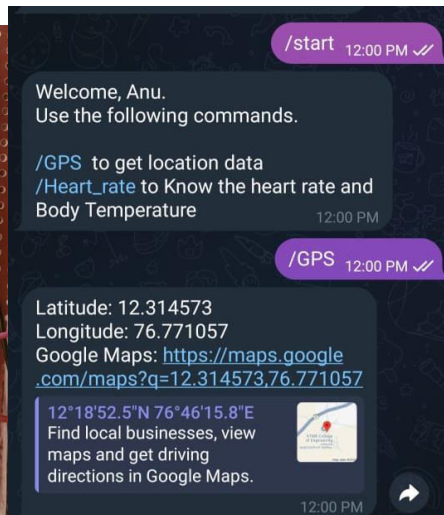 /start 12:00 PM
Welcome, Anu.
Use the following commands.
/GPS to get location data
/Heart_rate to Know the heart rate and
Body Temperature
12:00 PM
/GPS 12:00 PM
Latitude: 12.314573
Longitude: 76.771057
Google Maps: https://maps.google
.com/maps?q=12.314573,76.771057
12°18'52.5"N 76°46'15.8"E
Find local businesses, view
maps and get driving
directions in Google Maps.
12:00 PM